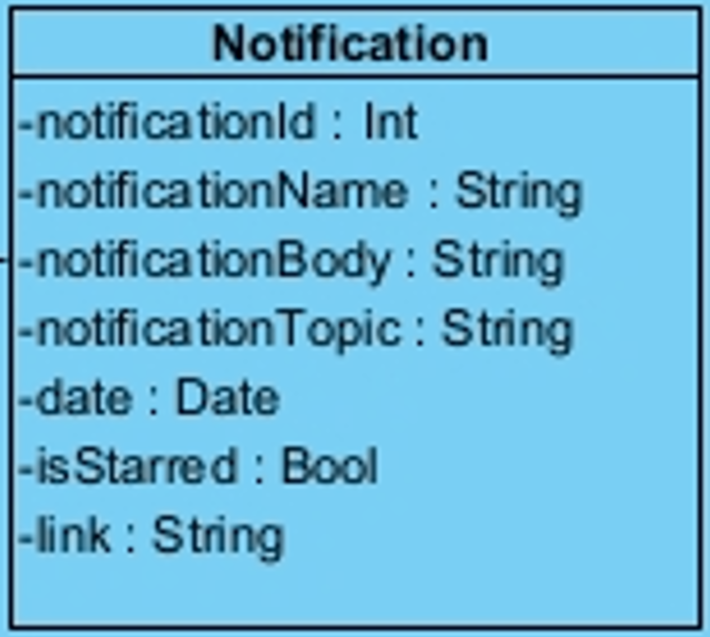 Notification
-notificationId : Int
-notificationName : String
-notificationBody : String
-notificationTopic : String
-date : Date
-isStarred : Bool
-link : String